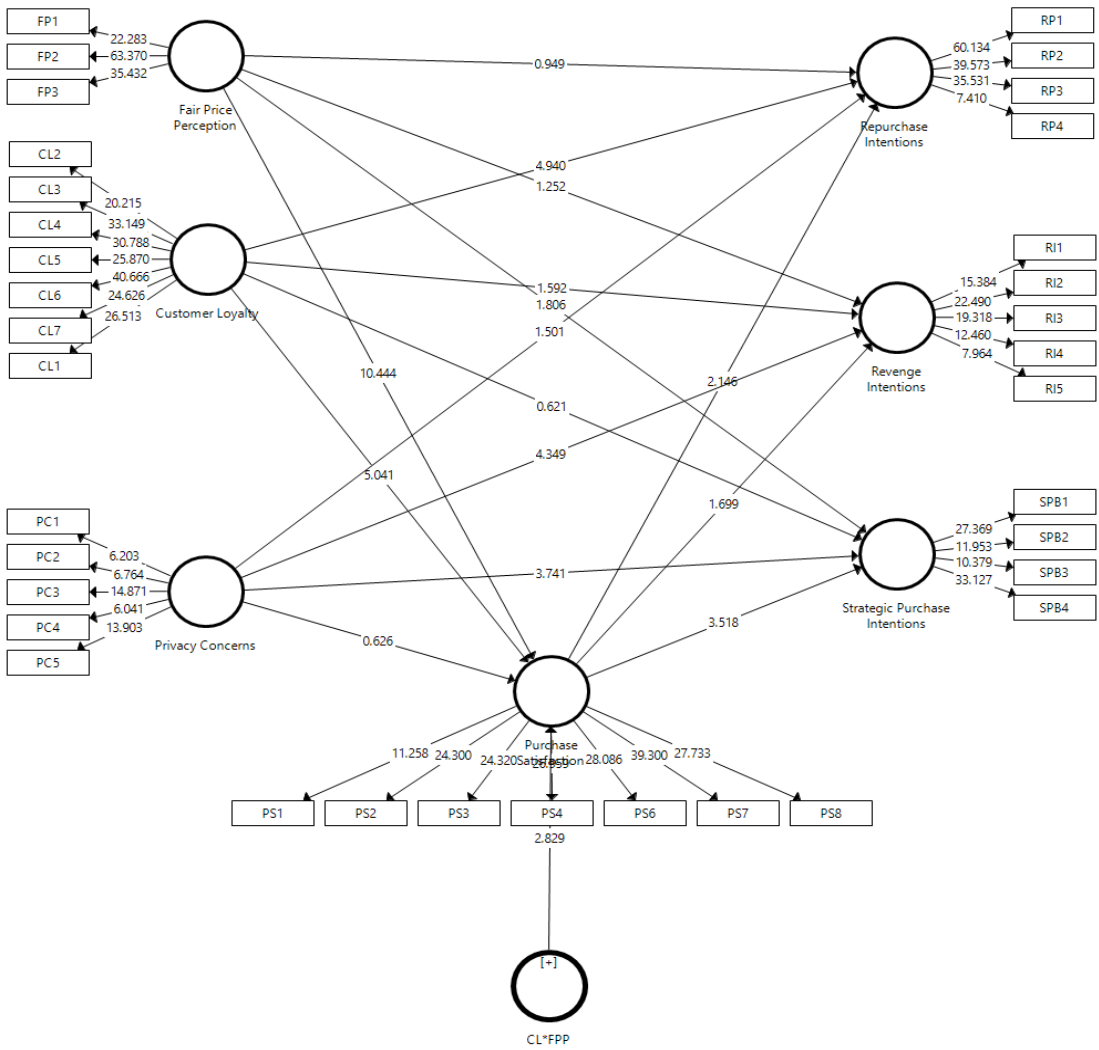 FP1
FP2
FP3
22.283
63.370
35.432
Fair Price
Perception
RP1
RP2
RP3
RP4
60.134
39.573
35.531
7.410
Repurchase
Intentions
0.949
CL2
CL3
CL4
CL5
CL6
CL7
CL1
20.215
33.149
30.788
25.870
40.666
24.626
26.513
Customer Loyalty
4.940
1.252
1.592
1.806
1.501
10.444
2.146
0.621
5.041
4.349
1.699
RI1
RI2
RI3
RI4
RI5
15.384
22.490
19.318
12.460
7.964
Revenge
Intentions
PC1
PC2
PC3
PC4
PC5
6.203
6.764
14.871
6.041
13.903
Privacy Concerns
3.741
0.626
3.518
SPB1
SPB2
SPB3
SPB4
27.369
11.953
10.379
33.127
Strategic Purchase
Intentions
Purchase
Satisfaction
11.258
24.300
24.320
28.086
39.300
27.733
PS1
PS2
PS3
PS4
PS6
PS7
PS8
2.829
[+]
CL*FPP